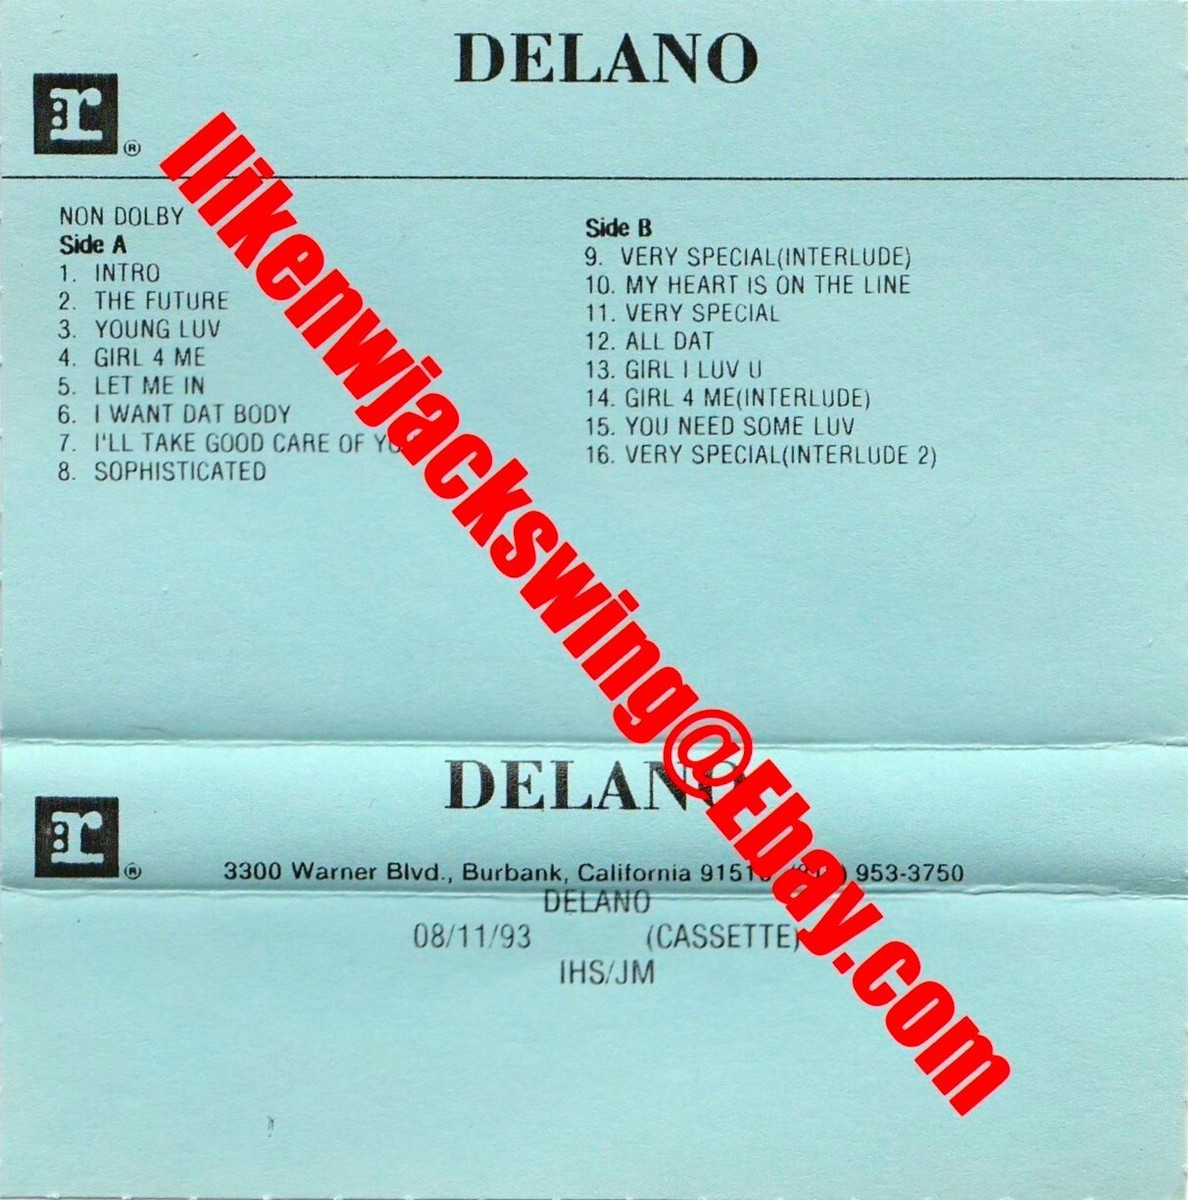 DELANO
r
®
NON DOLBY
Side A
1. INTRO
2. THE FUTURE
3. YOUNG LUV
4. GIRL 4 ME
5. LET ME IN
6. I WANT DAT BODY
7. I'LL TAKE GOOD CARE OF
8. SOPHISTICATED
Side B
9. VERY SPECIAL(INTERLUDE)
10. MY HEART IS ON THE LINE
11. VERY SPECIAL
12. ALL DAT
13. GIRL I LUV U
14. GIRL 4 ME(INTERLUDE)
15. YOU NEED SOME LUV
16. VERY SPECIAL(INTERLUDE 2)
Ilikenwjackswing@Ebay.com
DELANO
r
®
3300 Warner Blvd., Burbank, California 953-3750
DELANO
08/11/93 (CASSETTE)
IHS/JM